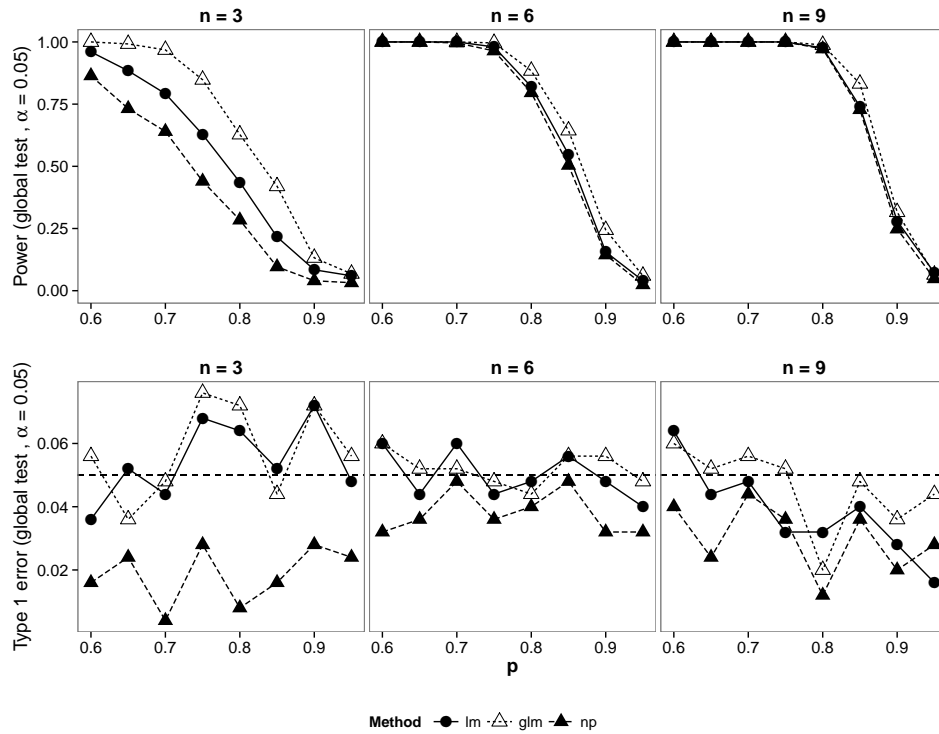 n = 3
n = 6
n = 9
Power (global test , α = 0.05)
1.00
0.75
0.50
0.25
0.00
0.6 0.7 0.8 0.9
0.6 0.7 0.8 0.9
0.6 0.7 0.8 0.9
n = 3
n = 6
n = 9
Type 1 error (global test , α = 0.05)
0.06
0.04
0.02
0.6 0.7 0.8 0.9
0.6 0.7 0.8 0.9
0.6 0.7 0.8 0.9
p
Method lm glm np